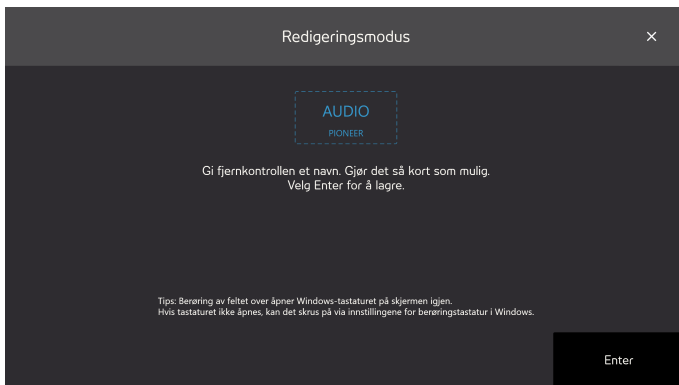 Redigeringsmodus
AUDIO
PIONEER
Gi fjernkontrollen et navn. Gjør det så kort som mulig.
Velg Enter for å lagre.
Tips: Berøring av feltet over åpner Windows-tastaturet på skjermen igjen.
Hvis tastaturet ikke åpnes, kan det skrus på via innstillingene for berøringstastatur i Windows.
Enter